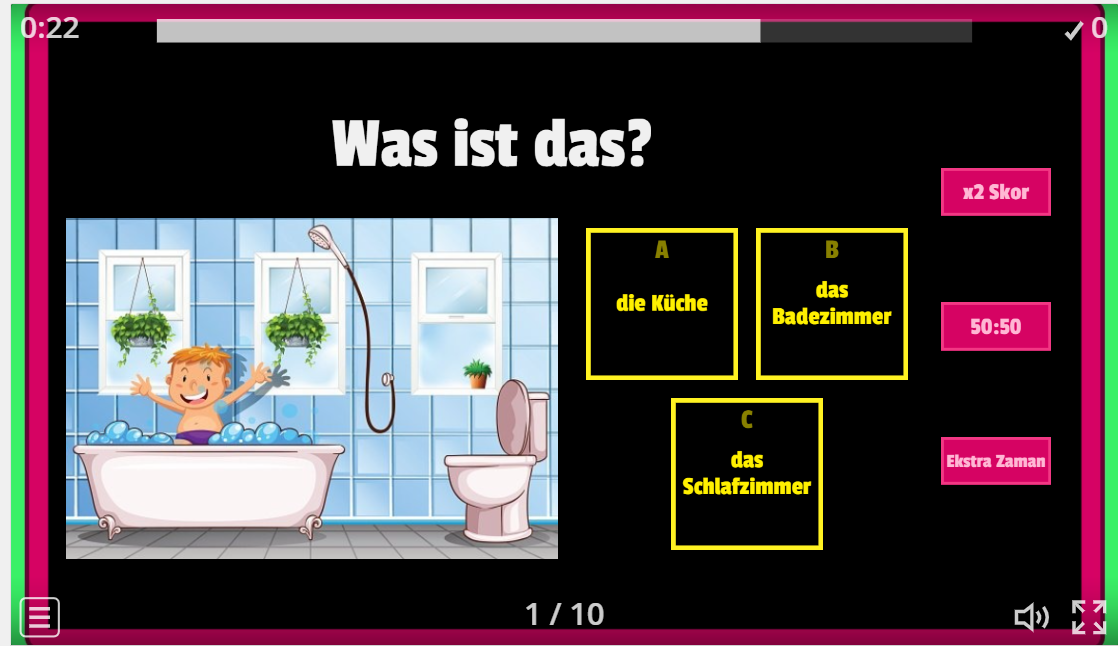 0:22
0
Was ist das?
x2 Skor
A
die Küche
B
das
Badezimmer
50:50
C
das
Schlafzimmer
Ekstra Zaman
1 / 10